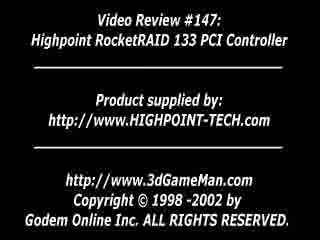 Video Review #147:
Highpoint RocketRAID 133 PCI Controller
Product supplied by:
http://www.HIGHPOINT-TECH.com
http://www.3dGameMan.com
Copyright © 1998 -2002 by
Godem Online Inc. ALL RIGHTS RESERVED.